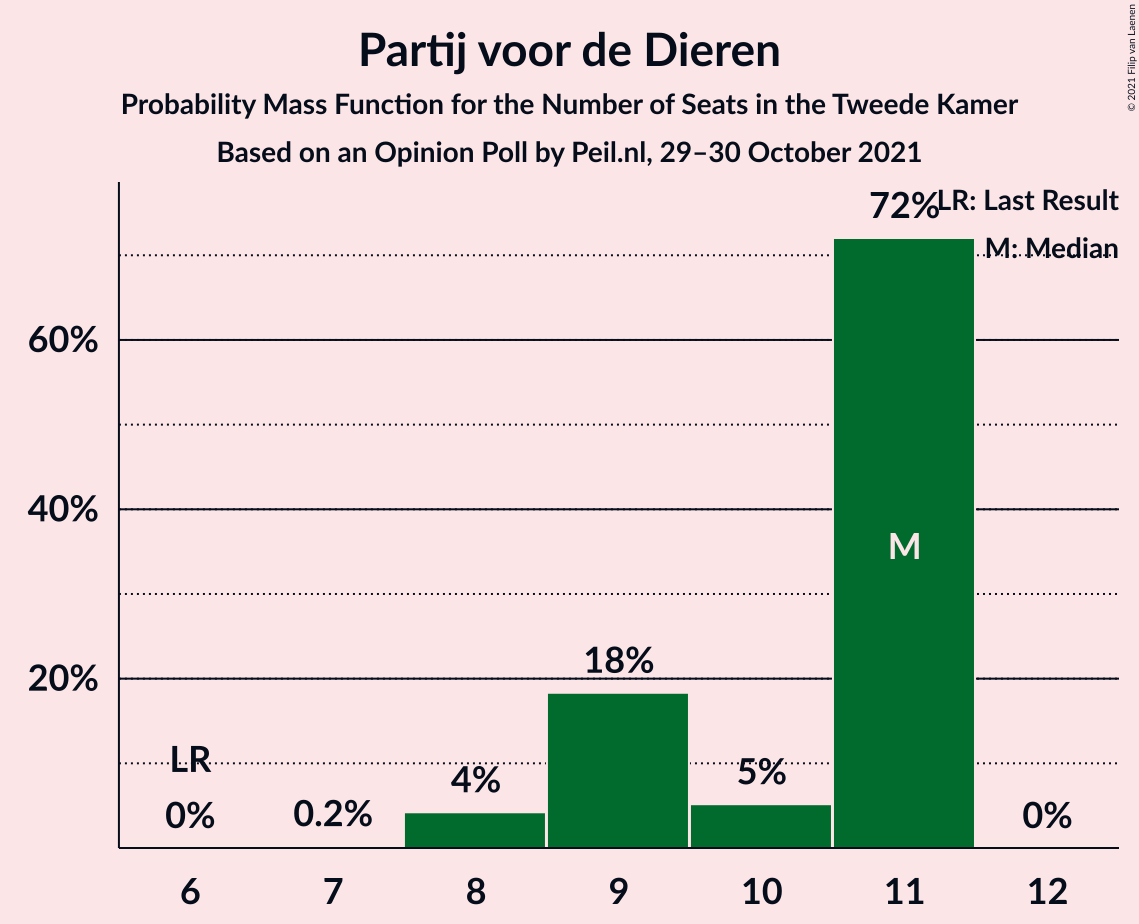 Partij voor de Dieren
Probability Mass Function for the Number of Seats in the Tweede Kamer
Based on an Opinion Poll by Peil.nl, 29–30 October 2021
© 2021 Filip van Laenen
LR: Last Result
M: Median
72%
60%
40%
M
20%
18%
LR
0%
0.2%
4%
5%
0%
6 7 8 9 10 11 12